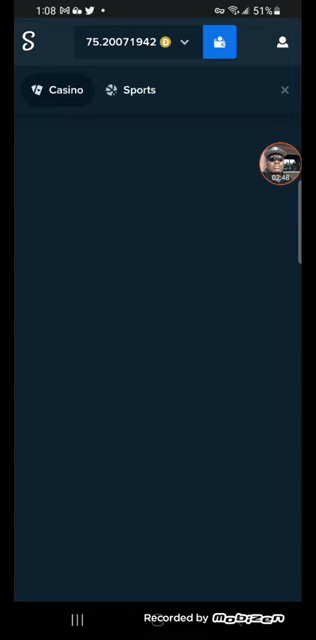 1:08
51%
S
75.20071942
Casino
Sports
02:48
Recorded by Mobizen